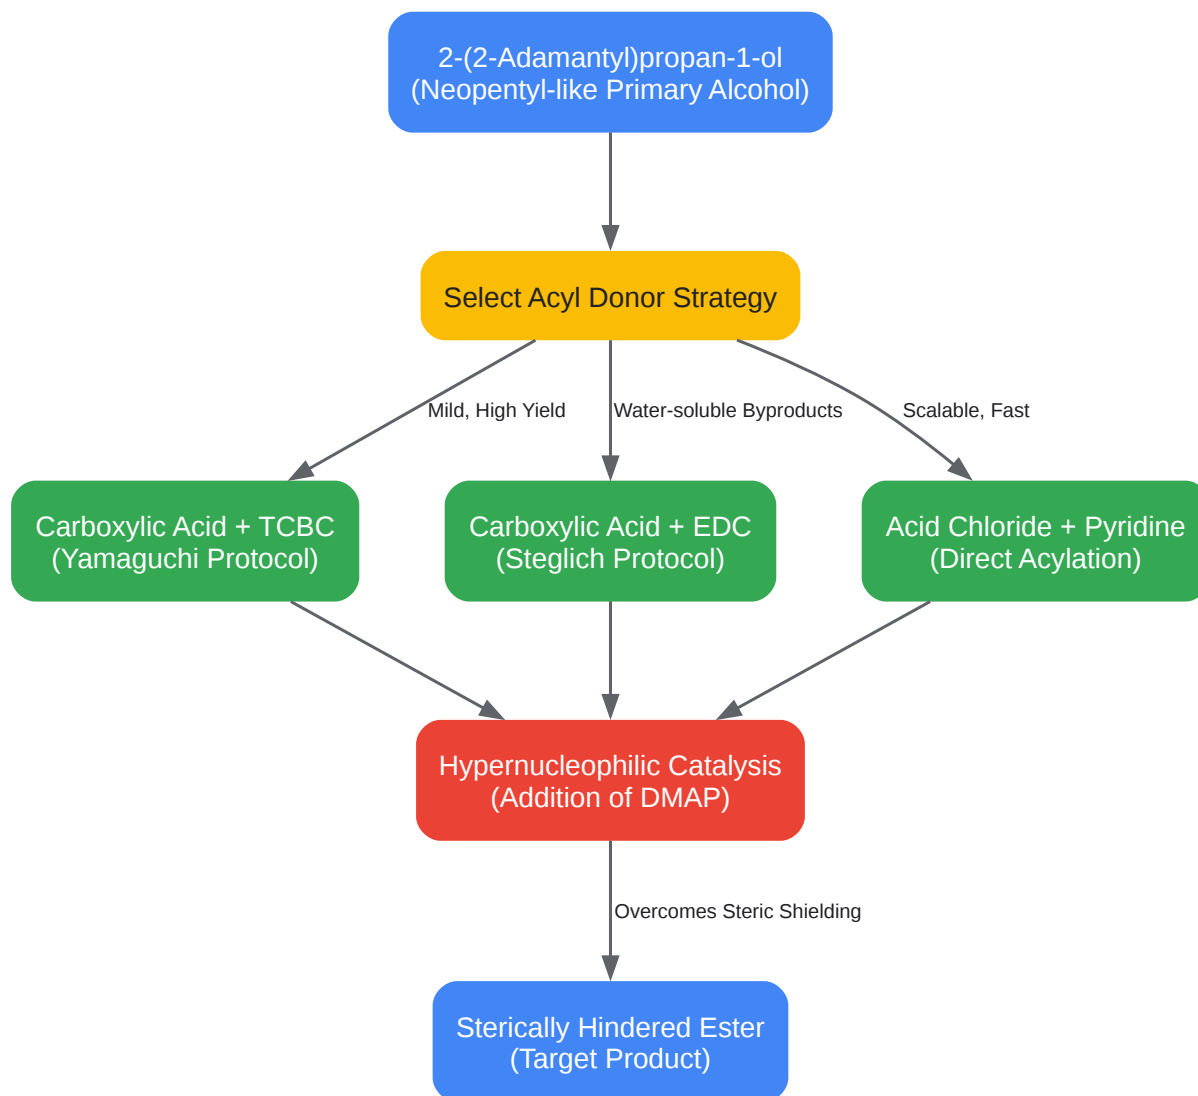 2-(2-Adamantyl)propan-1-ol
(Neopentyl-like Primary Alcohol)
Select Acyl Donor Strategy
Mild, High Yield
Water-soluble Byproducts
Scalable, Fast
Carboxylic Acid + TCBC
(Yamaguchi Protocol)
Carboxylic Acid + EDC
(Steglich Protocol)
Acid Chloride + Pyridine
(Direct Acylation)
Hypernucleophilic Catalysis
(Addition of DMAP)
Overcomes Steric Shielding
Sterically Hindered Ester
(Target Product)